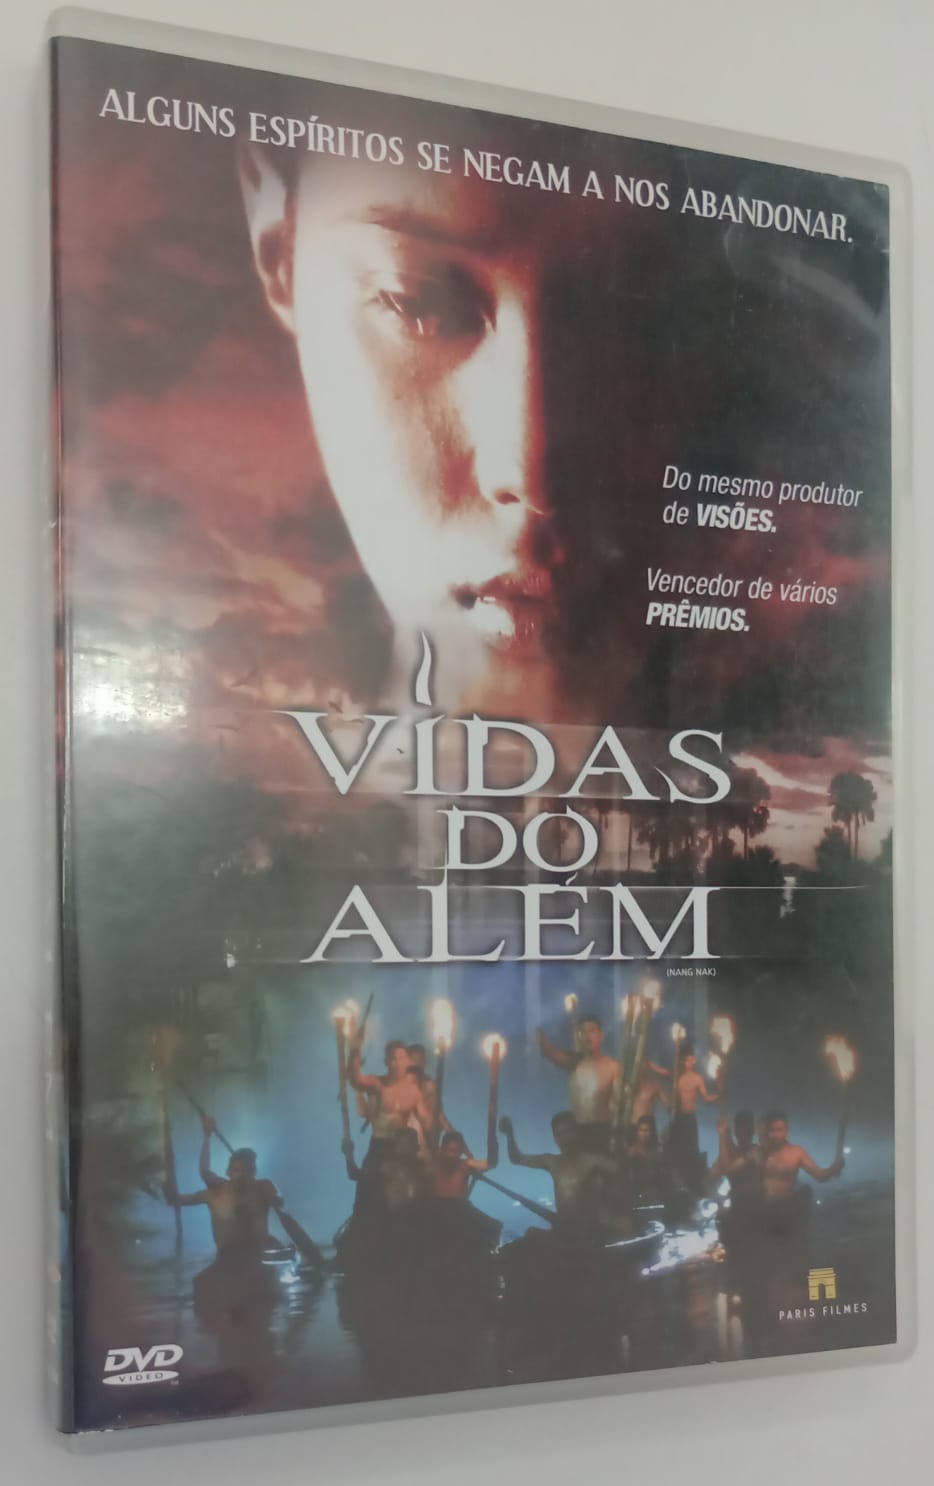 ALGUNS ESPÍRITOS SE NEGAM A NOS ABANDONAR.
Do mesmo produtor
de VISÕES.
Vencedor de vários
PRÊMIOS.
VIDAS
DO
ALÉM
(NANG NAK)
PARIS FILMES
DVD
VIDEO